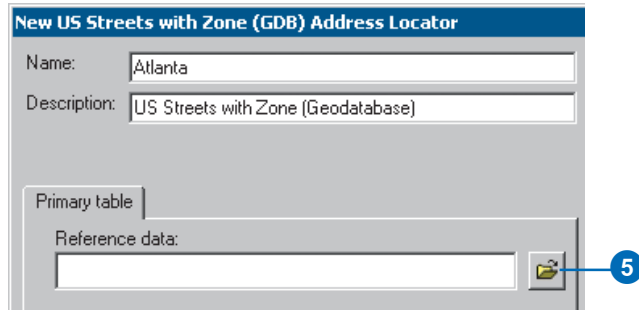 New US Streets with Zone (GDB) Address Locator
Name: Atlanta
Description: US Streets with Zone (Geodatabase)
Primary table
Reference data:
5